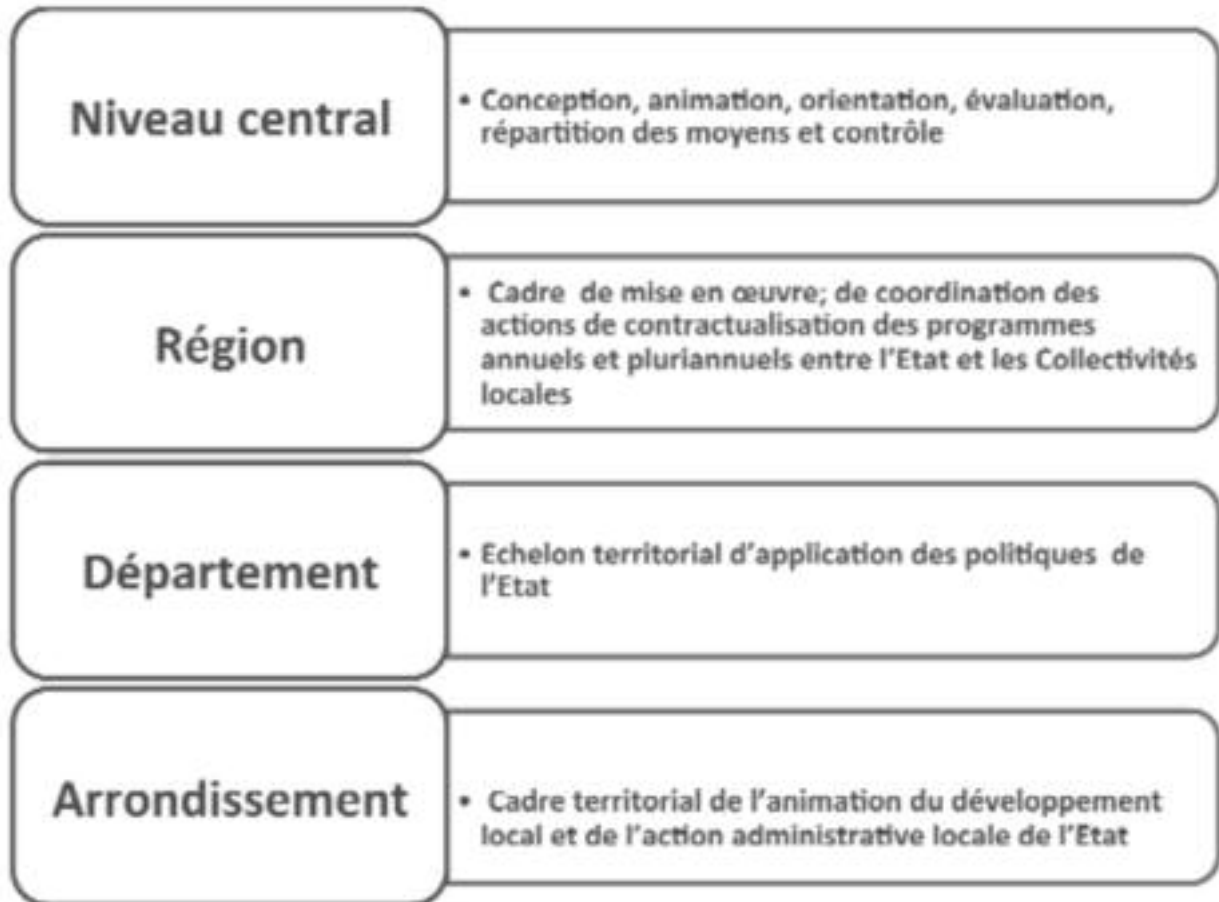 Niveau central
• Conception, animation, orientation, évaluation,
répartition des moyens et contrôle
Région
• Cadre de mise en œuvre; de coordination des
actions de contractualisation des programmes
annuels et pluriannuels entre l'Etat et les Collectivités
locales
Département
• Echelon territorial d'application des politiques de
l'Etat
Arrondissement
• Cadre territorial de l'animation du développement
local et de l'action administrative locale de l'Etat